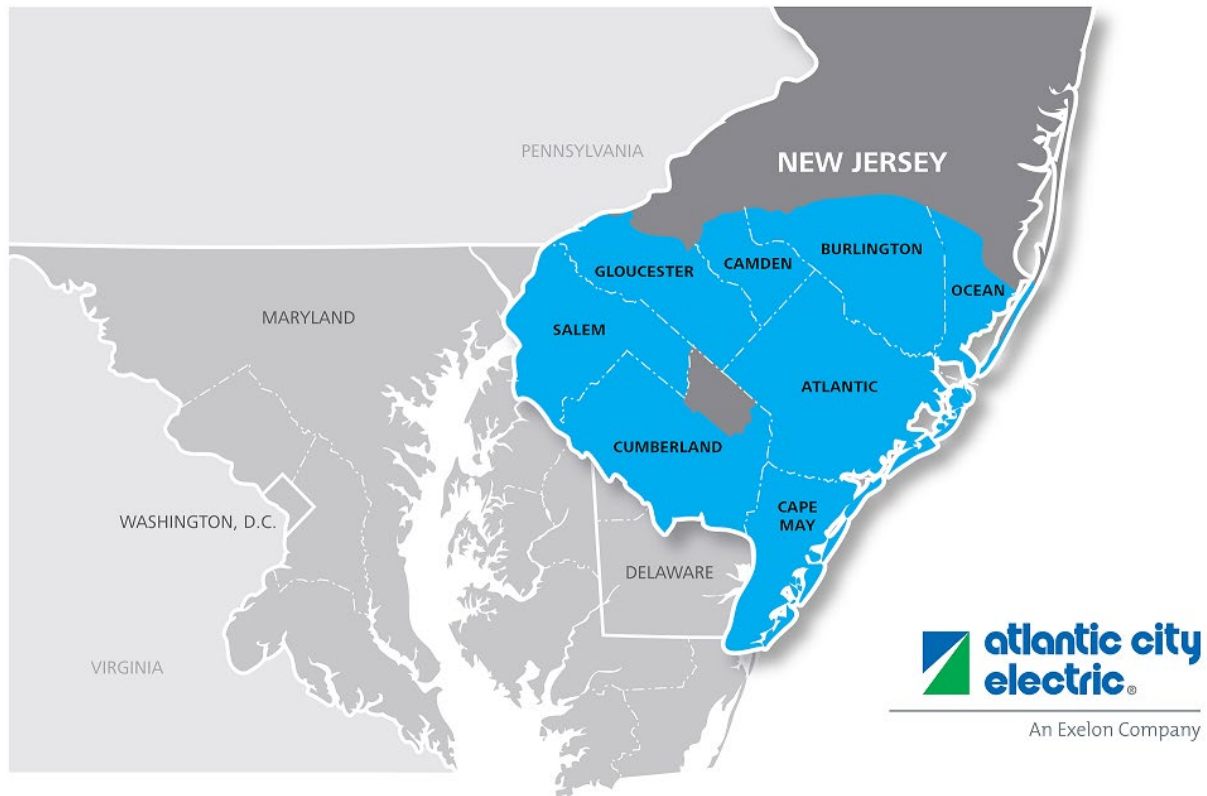 PENNSYLVANIA
NEW JERSEY
BURLINGTON
CAMDEN
GLOUCESTER
OCEAN
MARYLAND
SALEM
ATLANTIC
CUMBERLAND
CAPE
MAY
WASHINGTON, D.C.
DELAWARE
VIRGINIA
atlantic city
electric®
An Exelon Company